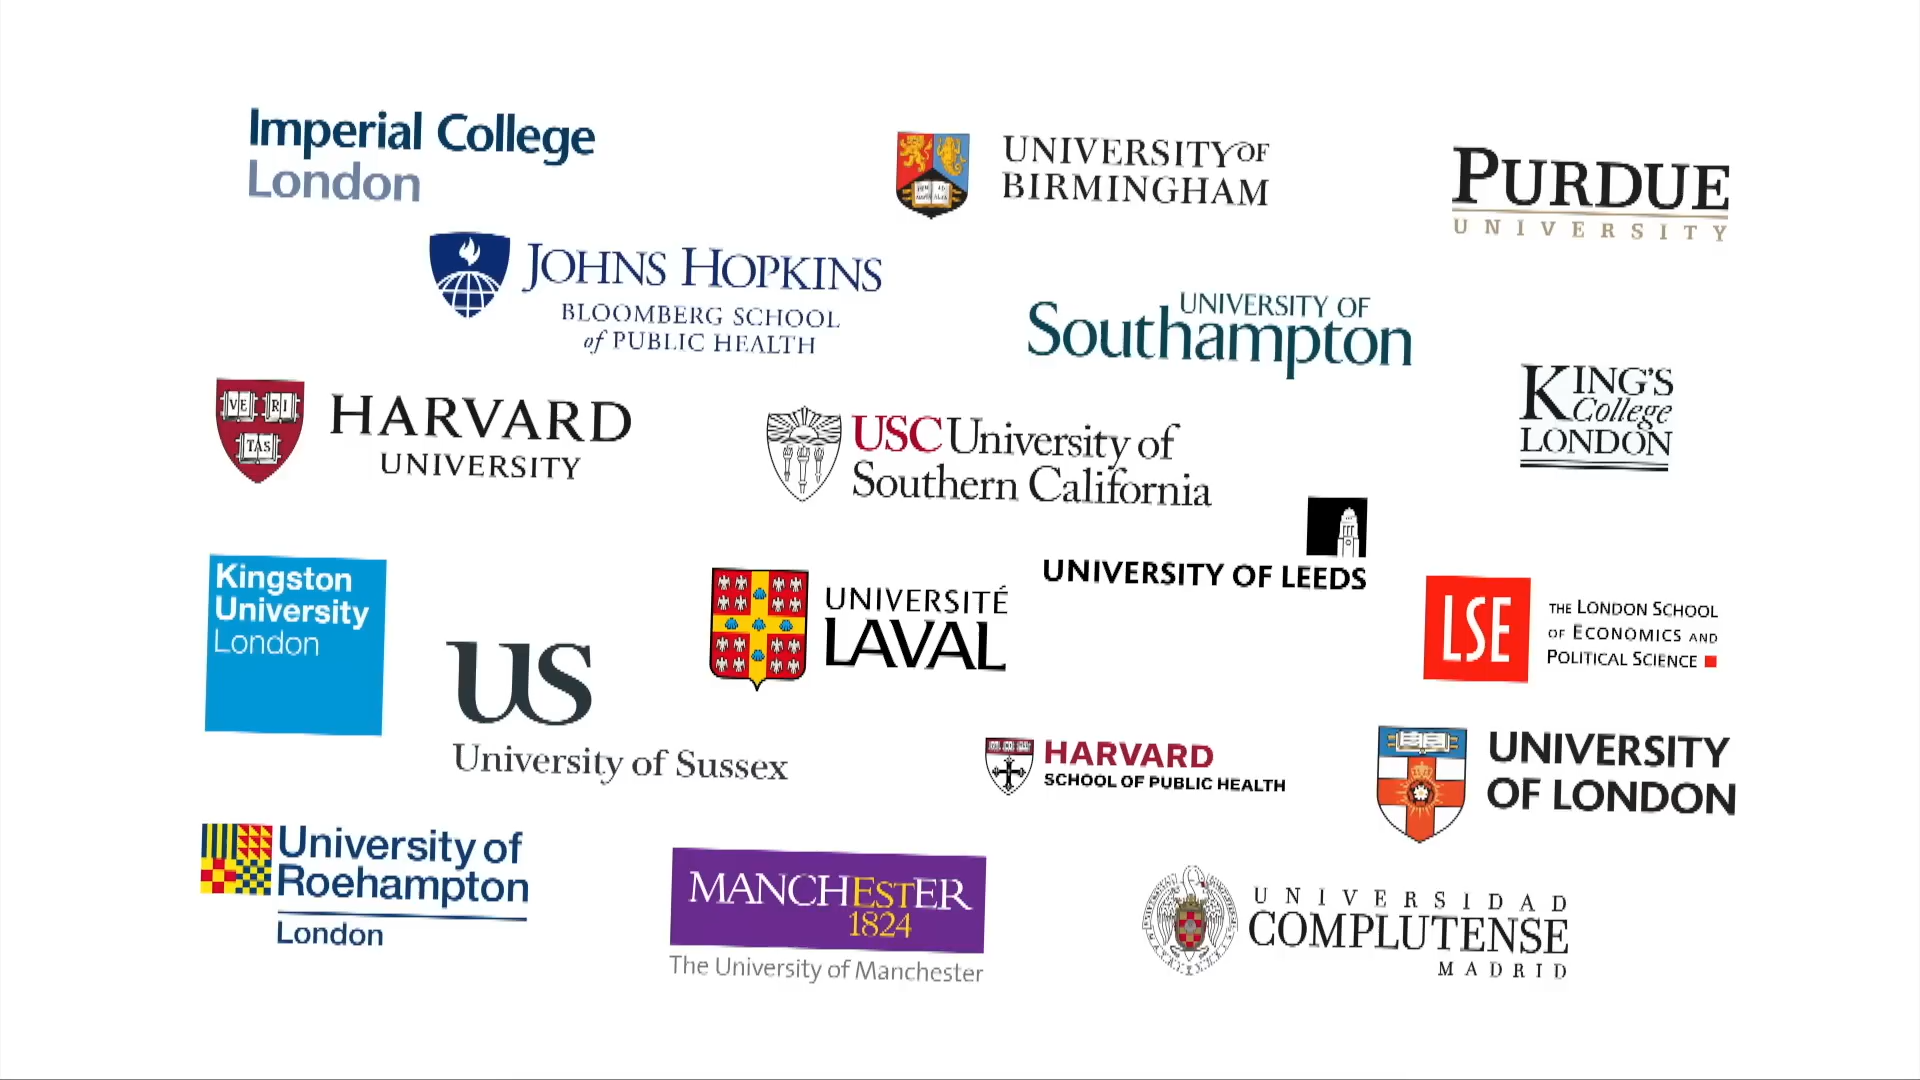 Imperial College
London
UNIVERSITY OF
BIRMINGHAM
PURDUE
UNIVERSITY
JOHNS HOPKINS
BLOOMBERG SCHOOL
of PUBLIC HEALTH
UNIVERSITY OF
Southampton
KING'S
College
LONDON
VE RI
TAS
HARVARD
UNIVERSITY
USC University of
Southern California
UNIVERSITY OF LEEDS
Kingston
University
London
US
University of Sussex
UNIVERSITÉ
LAVAL
LSE
THE LONDON SCHOOL
OF ECONOMICS AND
POLITICAL SCIENCE
HARVARD
SCHOOL OF PUBLIC HEALTH
UNIVERSITY
OF LONDON
University of
Roehampton
London
MANCHESTER
1824
The University of Manchester
UNIVERSIDAD
COMPLUTENSE
MADRID